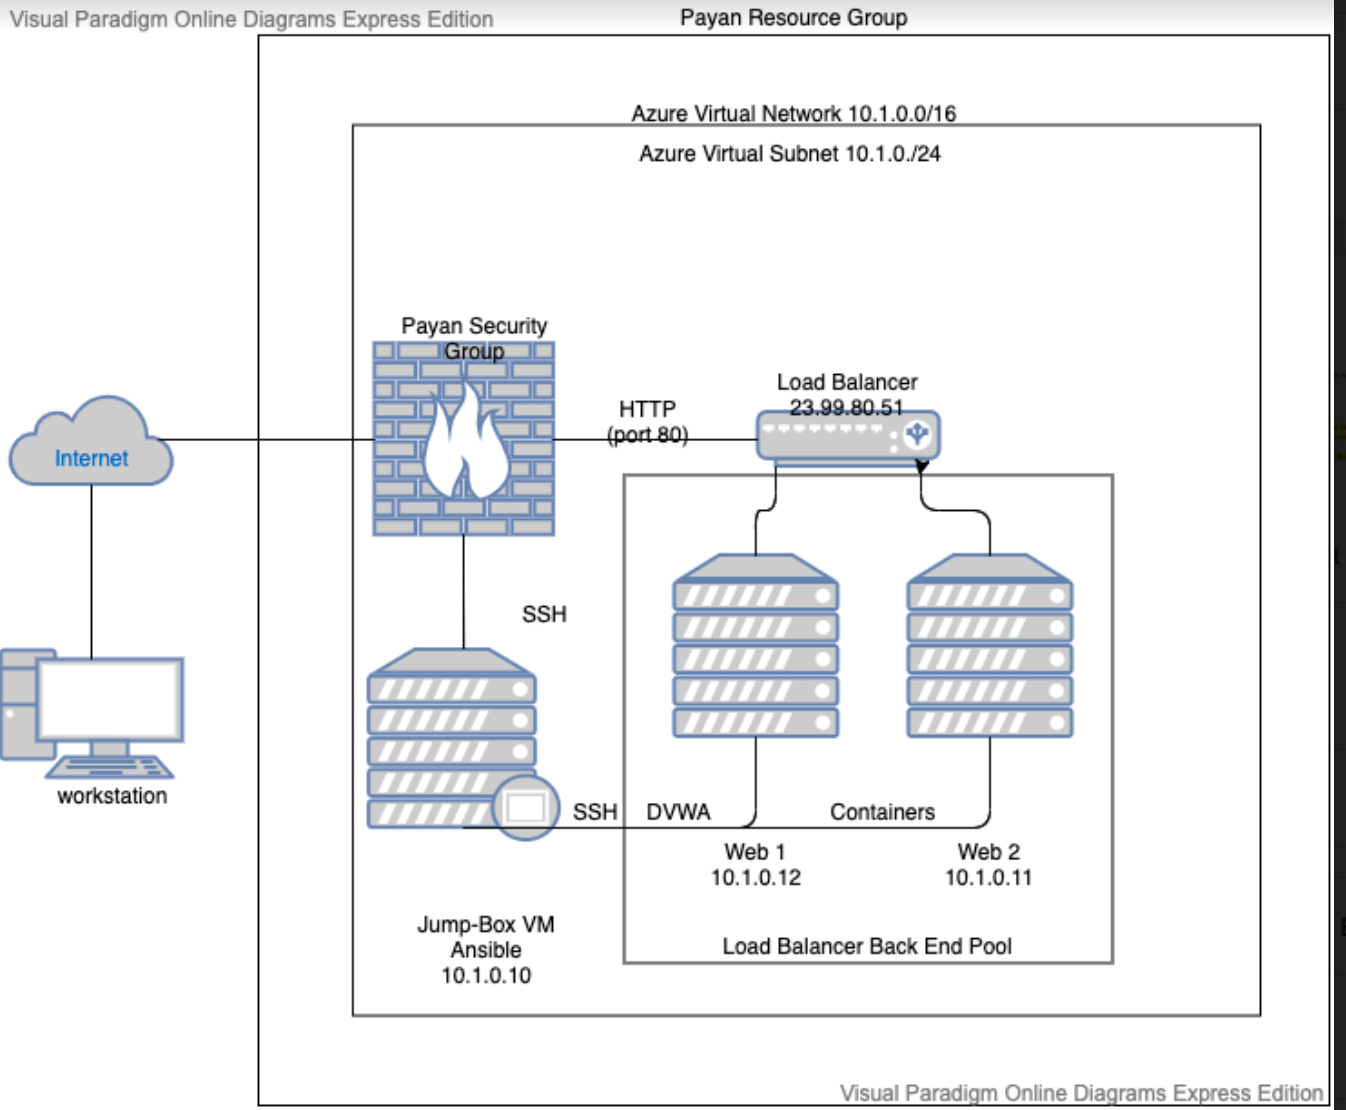 Visual Paradigm Online Diagrams Express Edition
Payan Resource Group
Azure Virtual Network 10.1.0.0/16
Azure Virtual Subnet 10.1.0./24
Payan Security
Group
Load Balancer
23.99.80.51
HTTP
(port 80)
Internet
SSH
workstation
SSH
DVWA
Containers
Web 1
10.1.0.12
Web 2
10.1.0.11
Jump-Box VM
Ansible
10.1.0.10
Load Balancer Back End Pool
Visual Paradigm Online Diagrams Express Edition